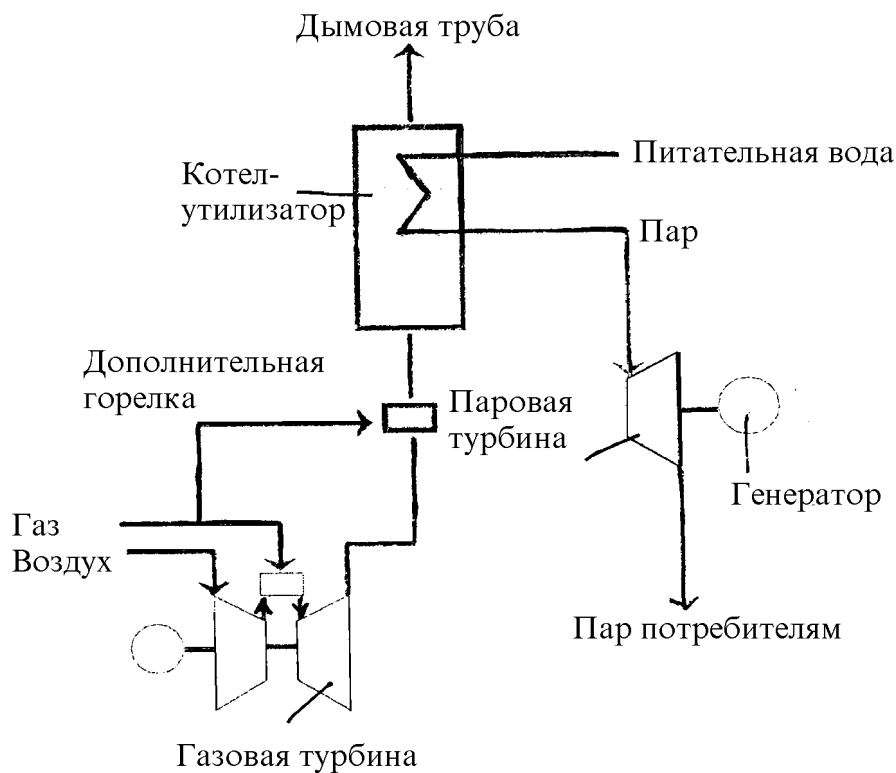 Дымовая труба
Питательная вода
Котел-
утилизатор
Пар
Дополнительная
горелка
Паровая
турбина
Генератор
Газ
Воздух
Пар потребителям
Газовая турбина